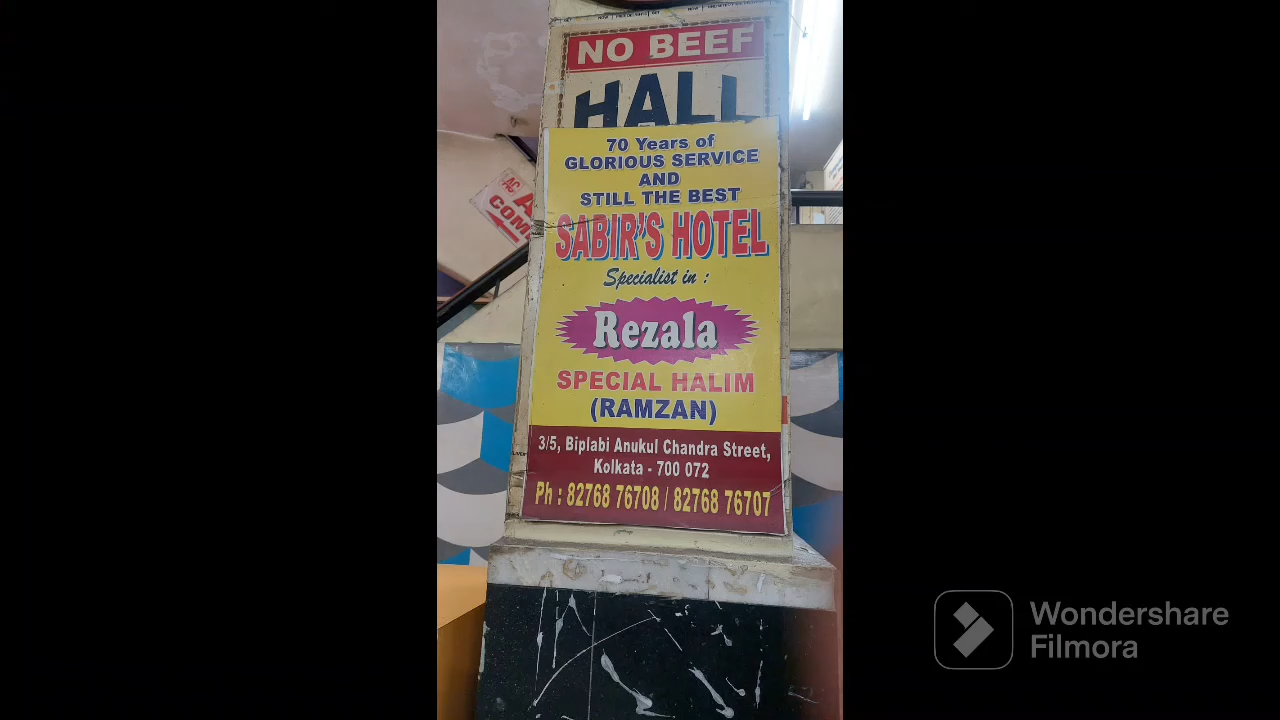 NO BEEF
HALL
70 Years of
GLORIOUS SERVICE
AND
STILL THE BEST
SABIR'S HOTEL
Specialist in :
Rezala
SPECIAL HALIM
(RAMZAN)
3/5, Biplabi Anukul Chandra Street,
Kolkata - 700 072
Ph : 82768 76708 / 82768 76707
AC
Wondershare
Filmora